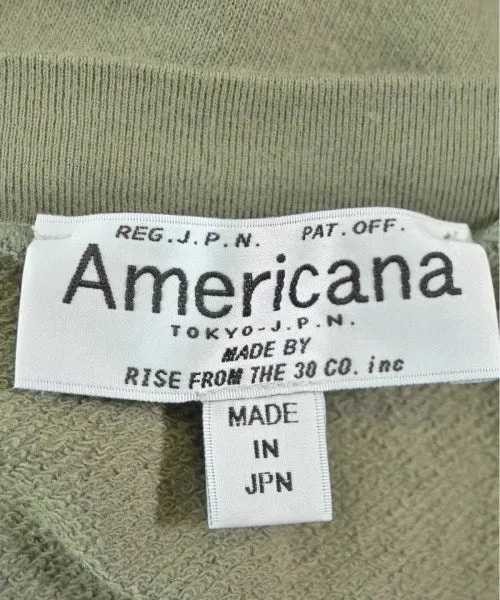 REG.J.P.N. PAT.OFF.
Americana
TOKYO-J.P.N.
MADE BY
RISE FROM THE 30 CO. inc
MADE
IN
JPN